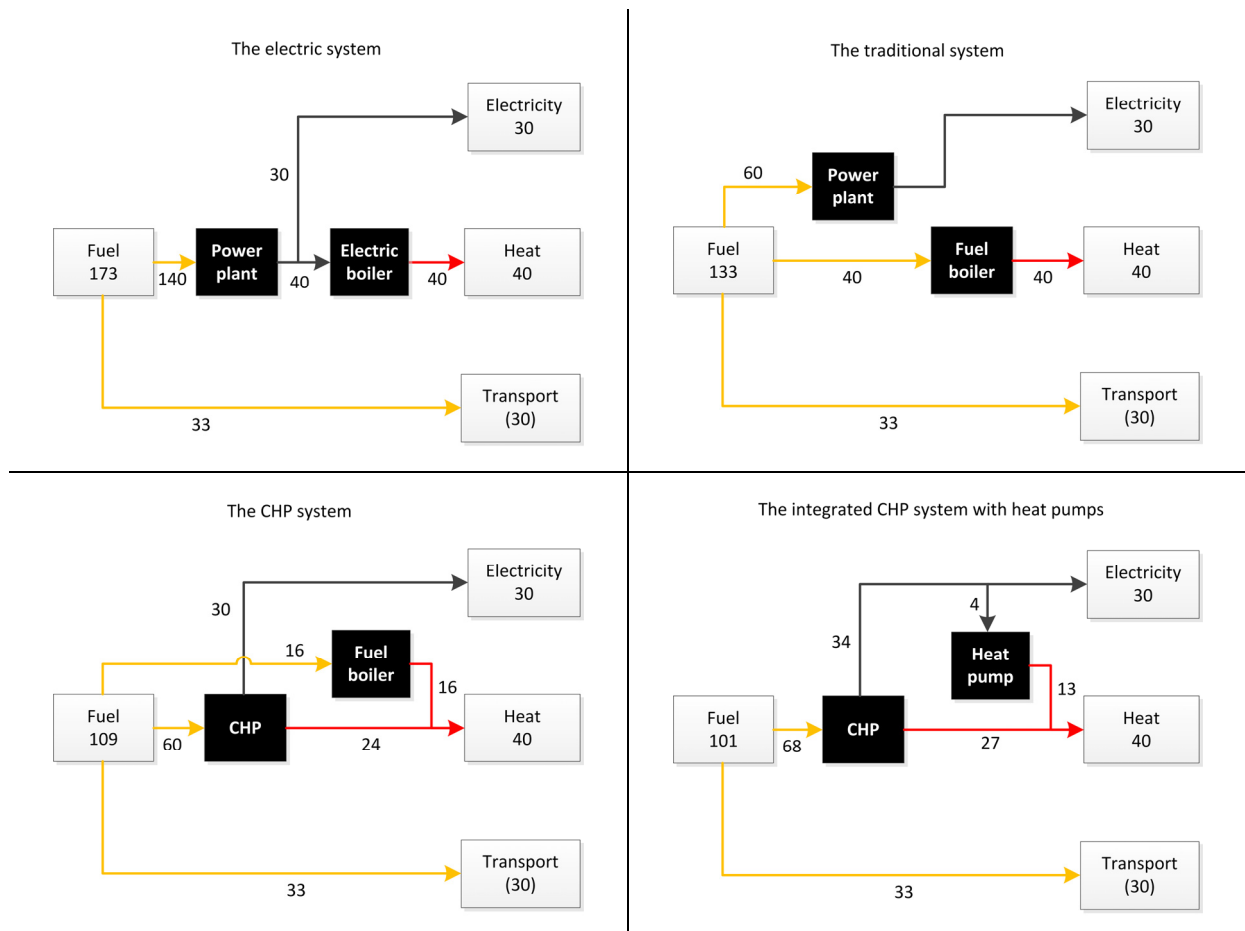 The electric system
Electricity
30
30
Fuel
173
140
Power
plant
40
Electric
boiler
40
Heat
40
Transport
(30)
33
The traditional system
Electricity
30
60
Power
plant
Fuel
133
40
Fuel
boiler
40
Heat
40
Transport
(30)
33
The CHP system
Electricity
30
30
16
Fuel
boiler
16
Fuel
109
60
CHP
24
Heat
40
Transport
(30)
33
The integrated CHP system with heat pumps
Electricity
30
4
34
Heat
pump
13
Fuel
101
68
CHP
27
Heat
40
Transport
(30)
33